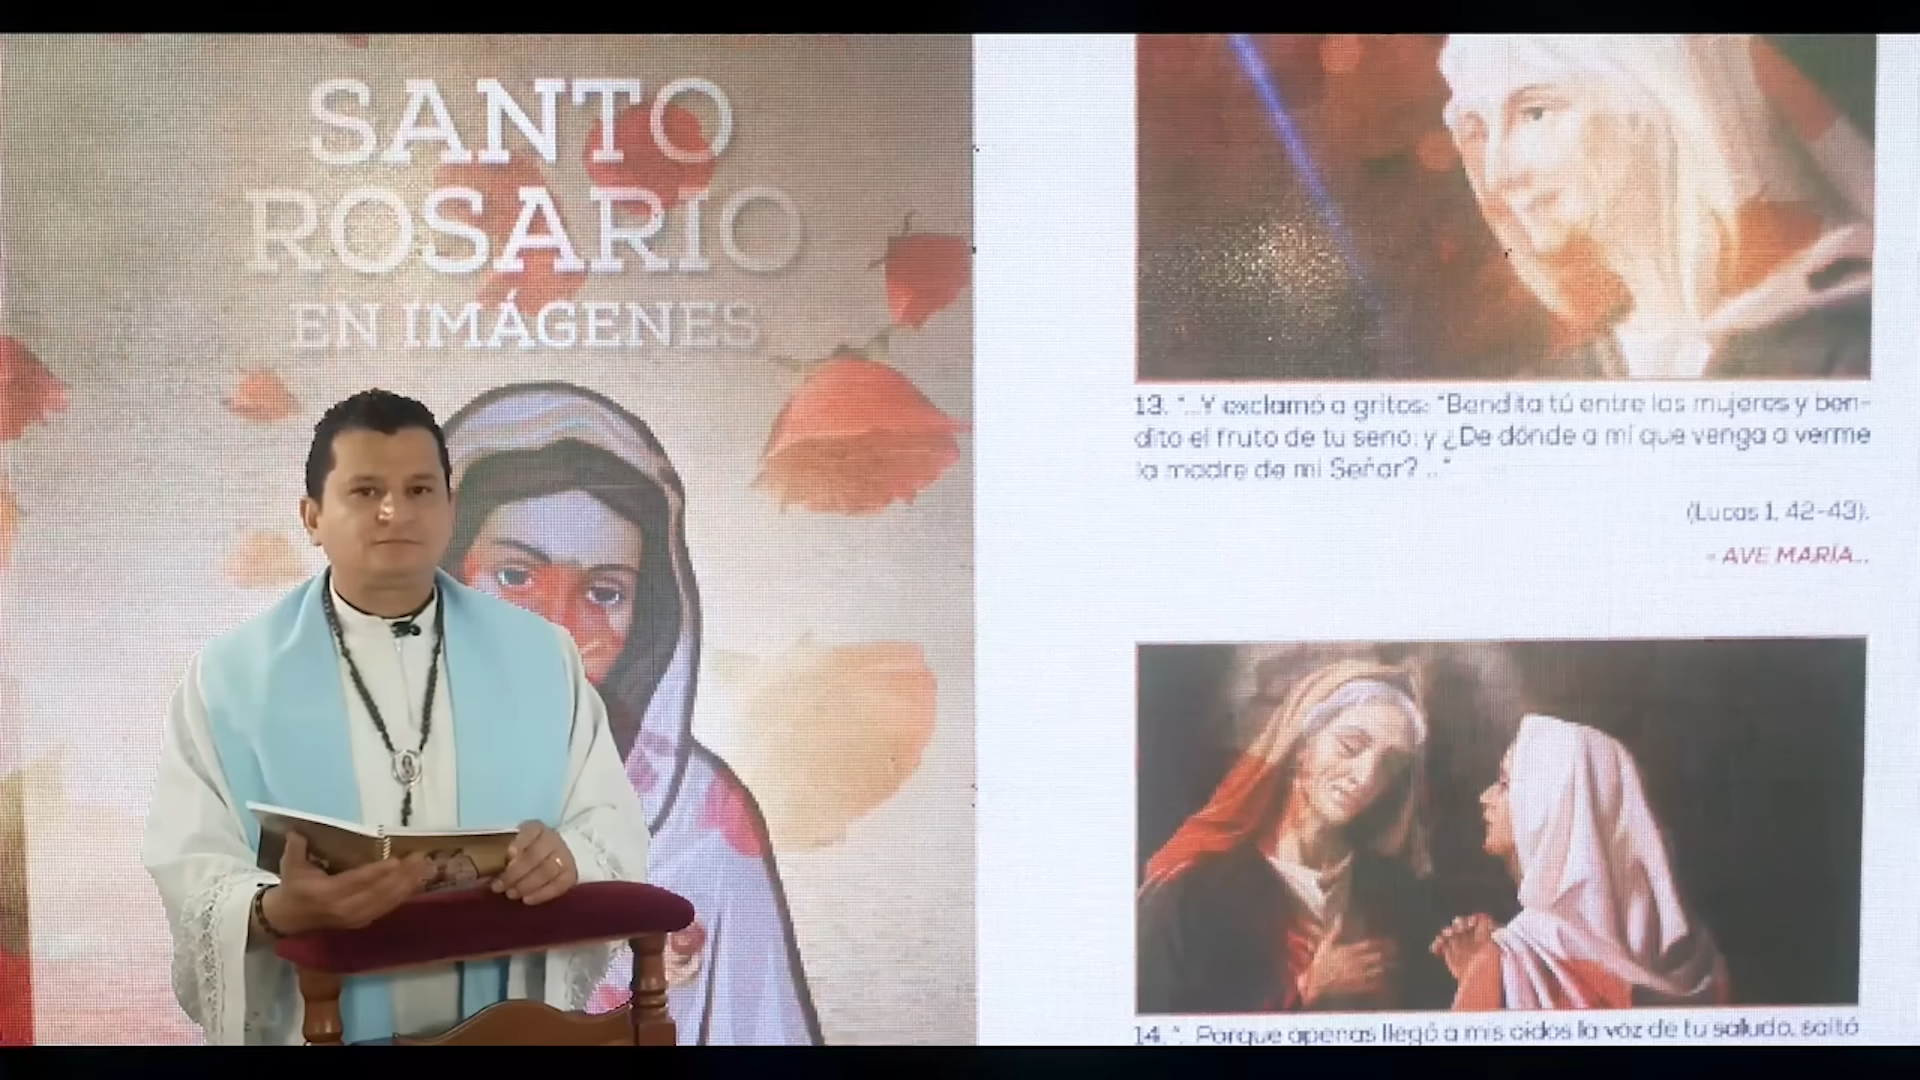 SANTO
ROSARIO
EN IMÁGENES
13. "...Y exclamó a gritos: "Bendita tú entre las mujeres y ben-
dito el fruto de tu seno; y ¿De dónde a mí que venga a verme
la madre de mi Señor? ..."
(Lucas 1, 42-43).
- AVE MARÍA...
14. ".. Porque apenas llegó a mis oídos la voz de tu saludo, saltó